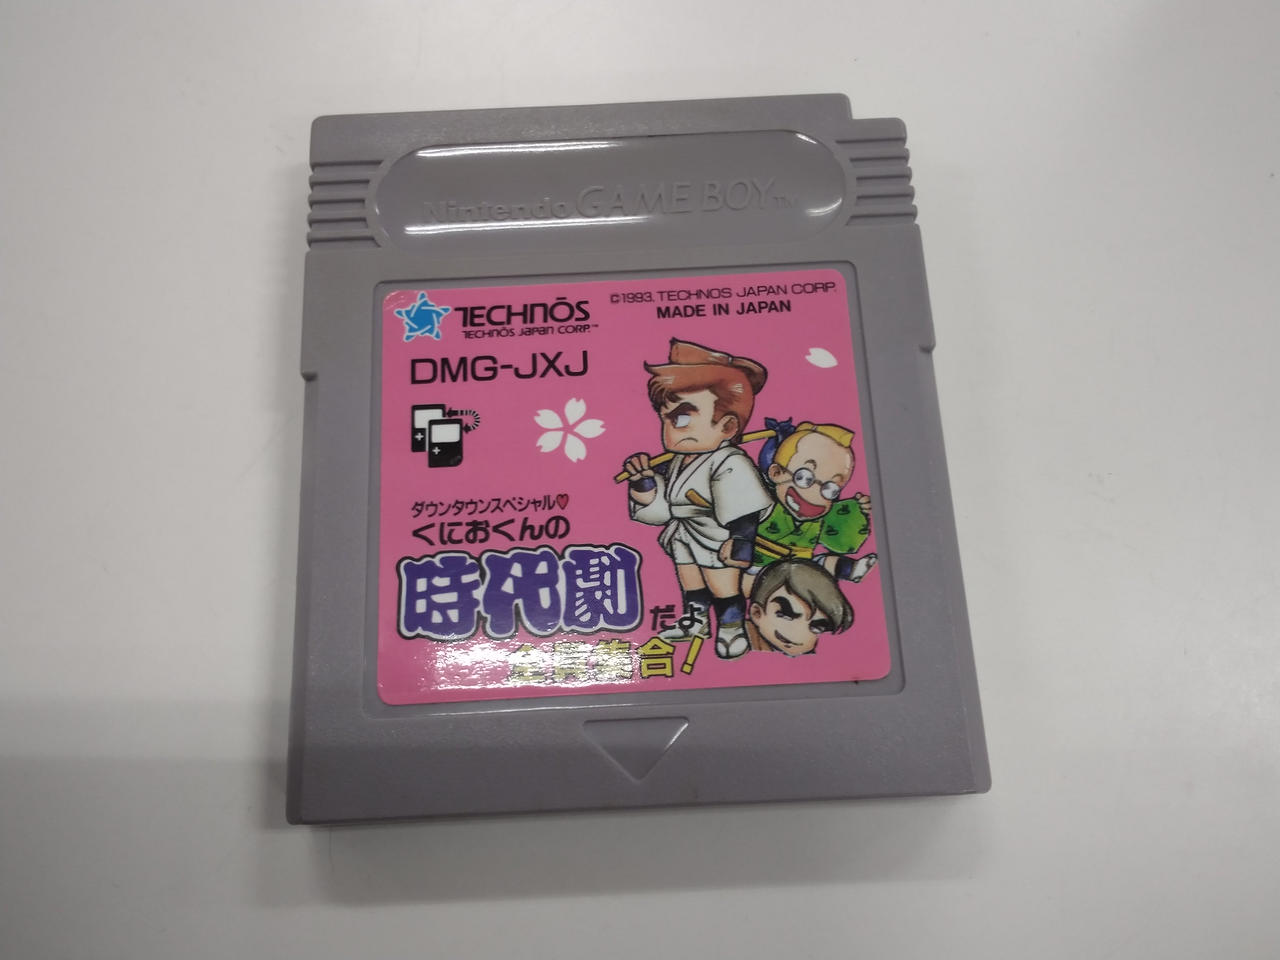 Nintendo GAME BOY TM
TECHNŌS
TECHNŌS JAPAN CORP.™
©1993. TECHNOS JAPAN CORP.
MADE IN JAPAN
DMG-JXJ
ダウンタウンスペシャル♥
くにおくんの
時代劇だよ
全員集合!